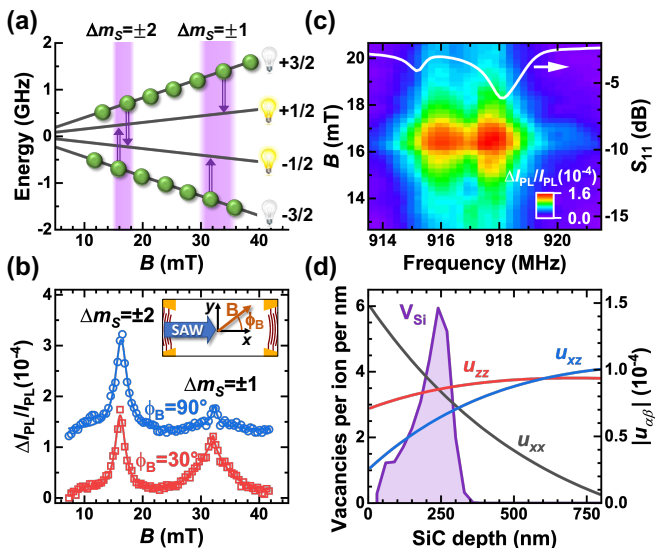 (a)
Δm_S=±2
Δm_S=±1
Energy (GHz)
2
1
0
-1
-2
+3/2
+1/2
-1/2
-3/2
10
20
30
40
B (mT)
(c)
B (mT)
20
18
16
14
ΔI_PL/I_PL(10⁻⁴)
1.6
0.0
S₁₁ (dB)
-5
-10
-15
914
916
918
920
Frequency (MHz)
(b)
Δm_S=±2
Δm_S=±1
SAW
y
x
B
ϕ_B
ΔI_PL/I_PL(10⁻⁴)
4
3
2
1
0
ϕ_B=90°
ϕ_B=30°
10
20
30
40
B (mT)
(d)
Vacancies per ion per nm
6
4
2
0
V_Si
u_zz
u_xz
u_xx
|u_αβ| (10⁻⁴)
1.5
1.0
0.5
0.0
0
250
500
750
SiC depth (nm)